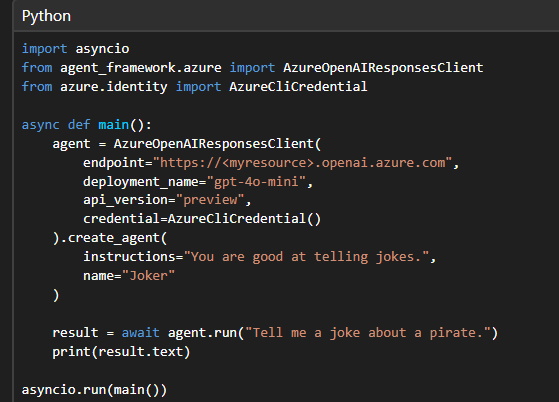 Python
import asyncio
from agent_framework.azure import AzureOpenAIResponsesClient
from azure.identity import AzureCliCredential
async def main():
    agent = AzureOpenAIResponsesClient(
        endpoint="https://<myresource>.openai.azure.com",
        deployment_name="gpt-4o-mini",
        api_version="preview",
        credential=AzureCliCredential()
    ).create_agent(
        instructions="You are good at telling jokes.",
        name="Joker"
    )
    result = await agent.run("Tell me a joke about a pirate.")
    print(result.text)
asyncio.run(main())